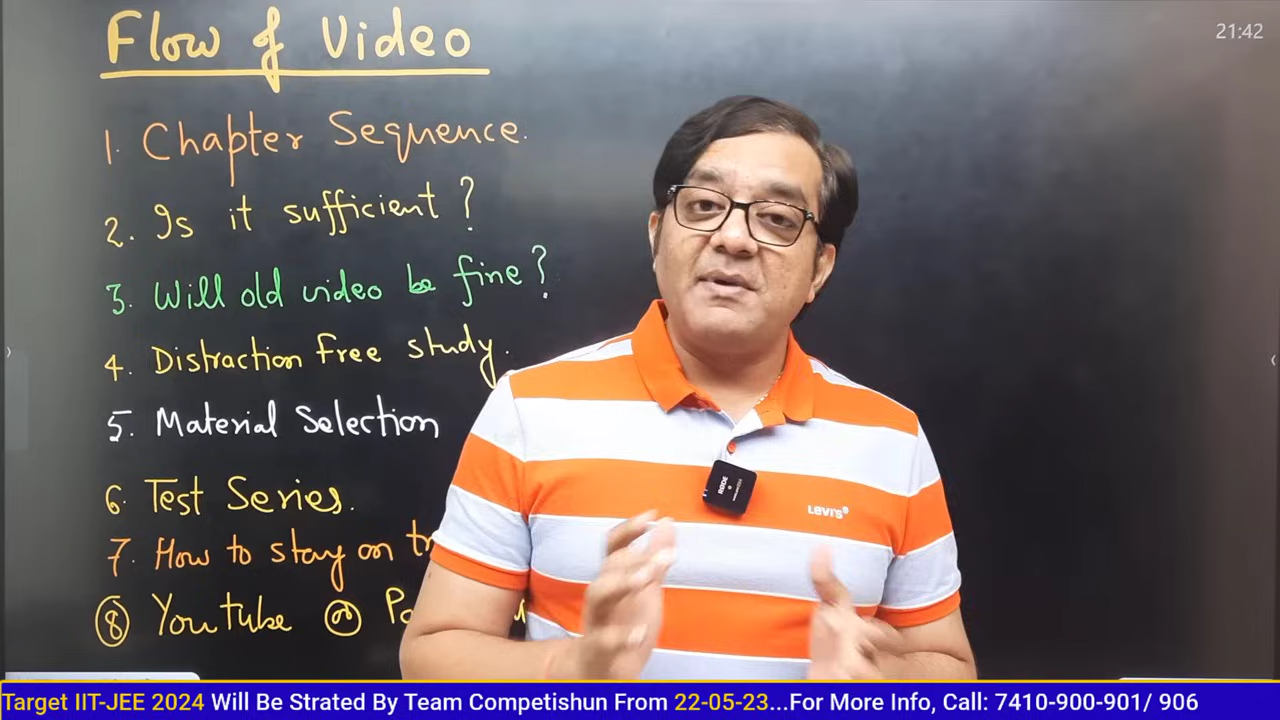 Flow of Video
21:42
1. Chapter Sequence.
2. Is it sufficient ?
3. Will old video be fine ?
4. Distraction free study.
5. Material Selection
6. Test Series.
7. How to stay on
8 Youtube or
RØDE
Levi's®
Target IIT-JEE 2024 Will Be Strated By Team Competishun From 22-05-23...For More Info, Call: 7410-900-901/ 906